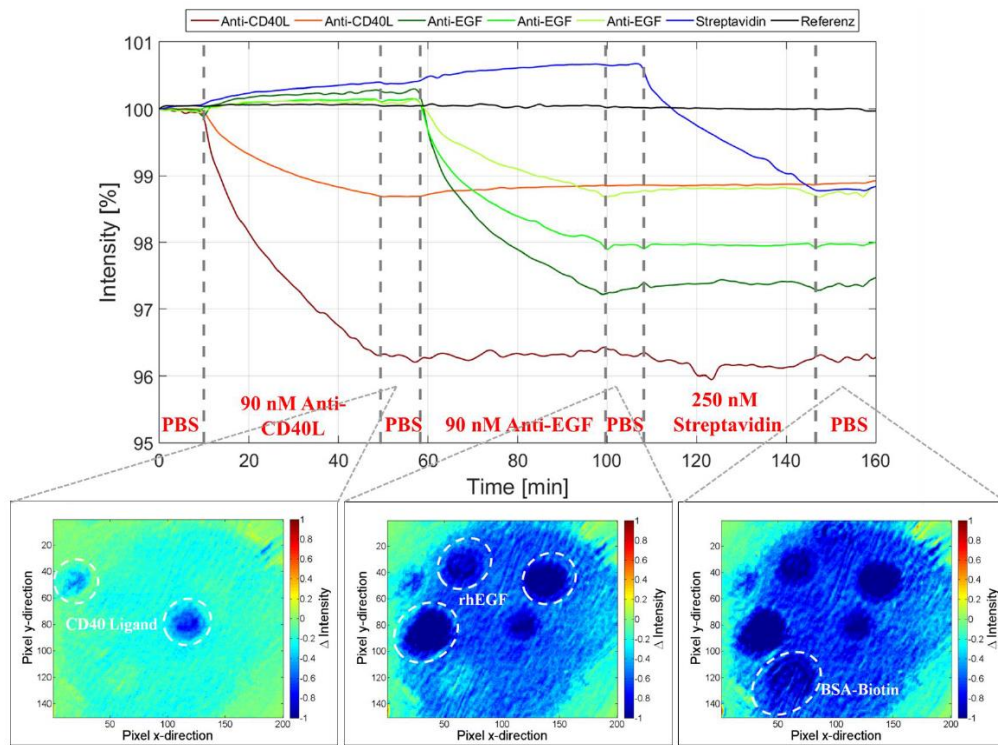 Anti-CD40L Anti-CD40L Anti-EGF Anti-EGF Anti-EGF Streptavidin Referenz
101
100
99
98
97
96
95
Intensity [%]
PBS
90 nM Anti-
CD40L
PBS
90 nM Anti-EGF
PBS
250 nM
Streptavidin
PBS
0 20 40 60 80 100 120 140 160
Time [min]
20
40
60
80
100
120
140
Pixel y-direction
CD40 Ligand
50 100 150 200
Pixel x-direction
1
0.8
0.6
0.4
0.2
0
-0.2
-0.4
-0.6
-0.8
-1
Δ Intensity
20
40
60
80
100
120
140
Pixel y-direction
rhEGF
50 100 150 200
Pixel x-direction
1
0.8
0.6
0.4
0.2
0
-0.2
-0.4
-0.6
-0.8
-1
Δ Intensity
20
40
60
80
100
120
140
Pixel y-direction
BSA-Biotin
50 100 150 200
Pixel x-direction
1
0.8
0.6
0.4
0.2
0
-0.2
-0.4
-0.6
-0.8
-1
Δ Intensity